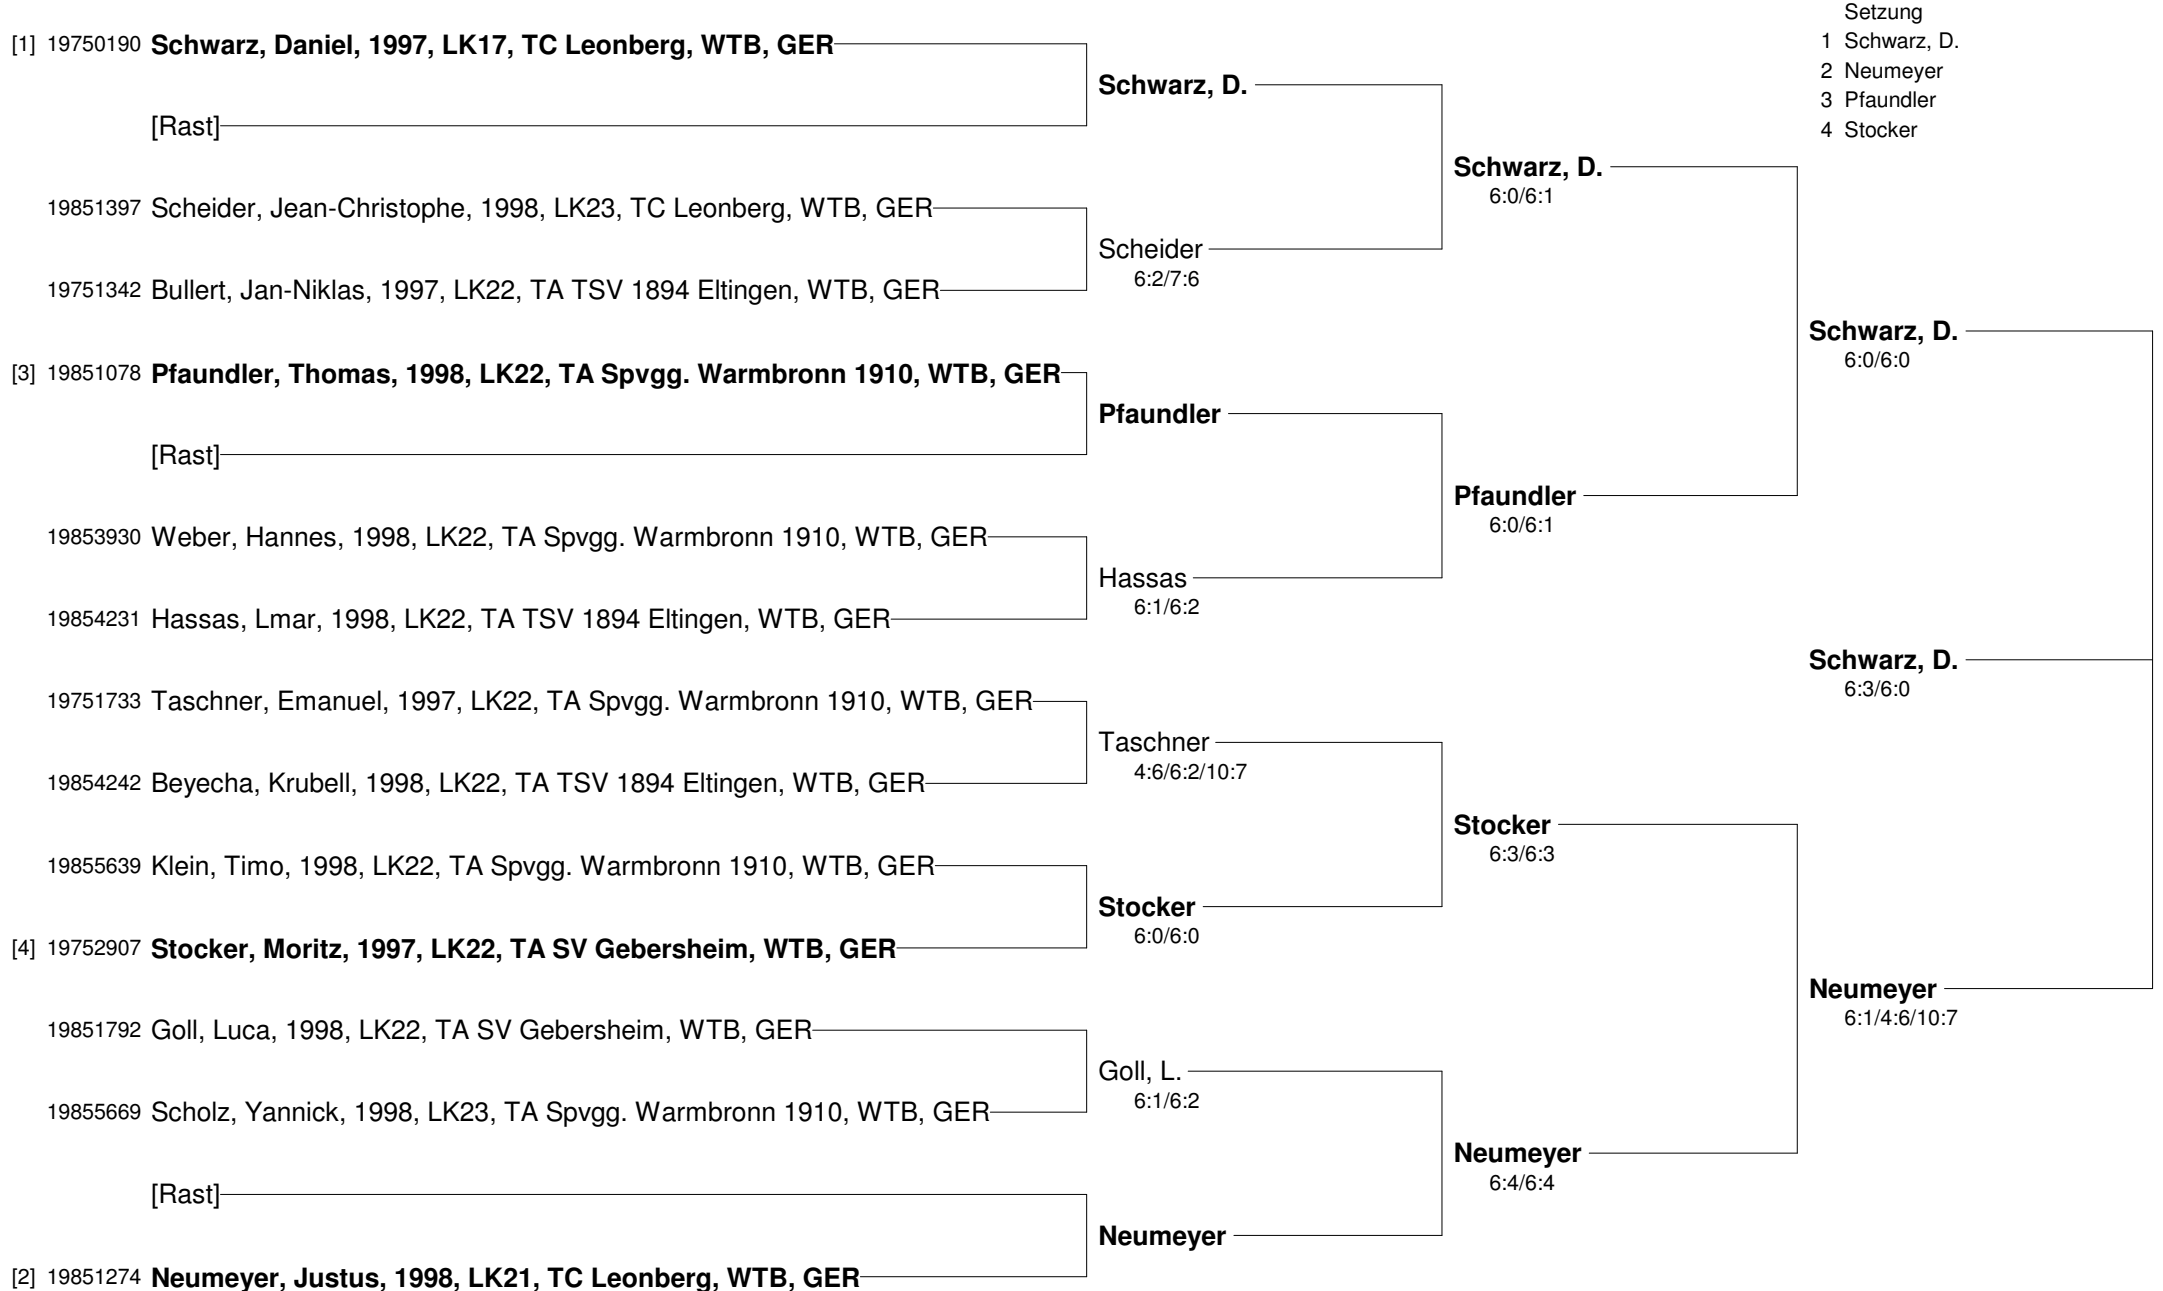 Setzung
1 Schwarz, D.
2 Neumeyer
3 Pfaundler
4 Stocker
[1] 19750190 Schwarz, Daniel, 1997, LK17, TC Leonberg, WTB, GER
Schwarz, D.
[Rast]
Schwarz, D.
6:0/6:1
19851397 Scheider, Jean-Christophe, 1998, LK23, TC Leonberg, WTB, GER
Scheider
6:2/7:6
19751342 Bullert, Jan-Niklas, 1997, LK22, TA TSV 1894 Eltingen, WTB, GER
Schwarz, D.
6:0/6:0
[3] 19851078 Pfaundler, Thomas, 1998, LK22, TA Spvgg. Warmbronn 1910, WTB, GER
Pfaundler
[Rast]
Pfaundler
6:0/6:1
19853930 Weber, Hannes, 1998, LK22, TA Spvgg. Warmbronn 1910, WTB, GER
Hassas
6:1/6:2
19854231 Hassas, Lmar, 1998, LK22, TA TSV 1894 Eltingen, WTB, GER
Schwarz, D.
6:3/6:0
19751733 Taschner, Emanuel, 1997, LK22, TA Spvgg. Warmbronn 1910, WTB, GER
Taschner
4:6/6:2/10:7
19854242 Beyecha, Krubell, 1998, LK22, TA TSV 1894 Eltingen, WTB, GER
Stocker
6:3/6:3
19855639 Klein, Timo, 1998, LK22, TA Spvgg. Warmbronn 1910, WTB, GER
Stocker
6:0/6:0
[4] 19752907 Stocker, Moritz, 1997, LK22, TA SV Gebersheim, WTB, GER
Neumeyer
6:1/4:6/10:7
19851792 Goll, Luca, 1998, LK22, TA SV Gebersheim, WTB, GER
Goll, L.
6:1/6:2
19855669 Scholz, Yannick, 1998, LK23, TA Spvgg. Warmbronn 1910, WTB, GER
Neumeyer
6:4/6:4
[Rast]
Neumeyer
[2] 19851274 Neumeyer, Justus, 1998, LK21, TC Leonberg, WTB, GER